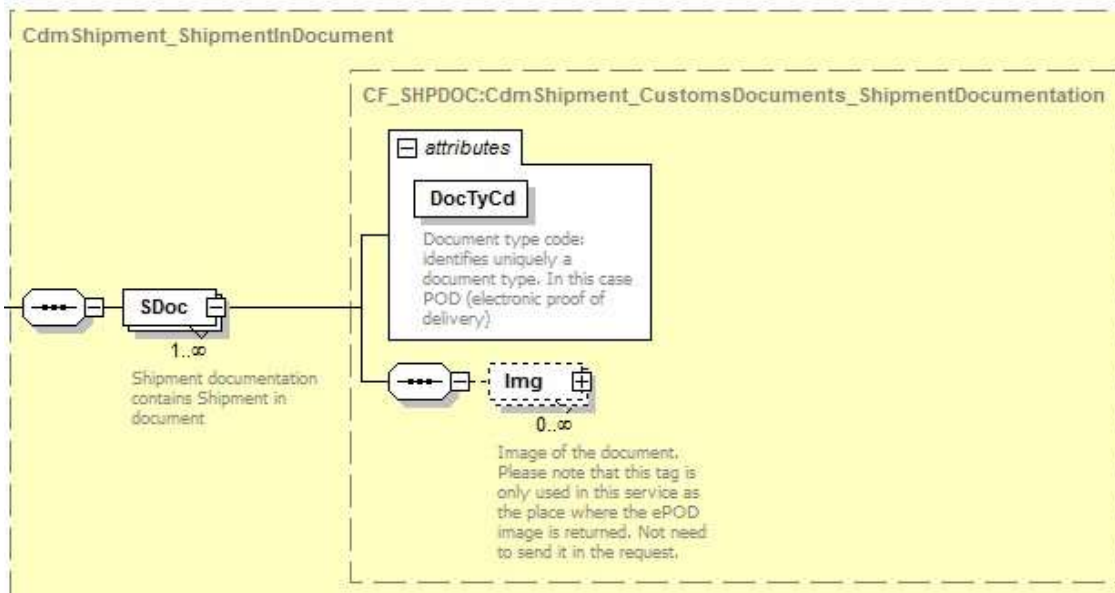 CdmShipment_ShipmentInDocument
CF_SHPDOC:CdmShipment_CustomsDocuments_ShipmentDocumentation
attributes
DocTyCd
Document type code:
identifies uniquely a
document type. In this case
POD (electronic proof of
delivery)
SDoc
1..∞
Shipment documentation
contains Shipment in
document
Img
0..∞
Image of the document.
Please note that this tag is
only used in this service as
the place where the ePOD
image is returned. Not need
to send it in the request.